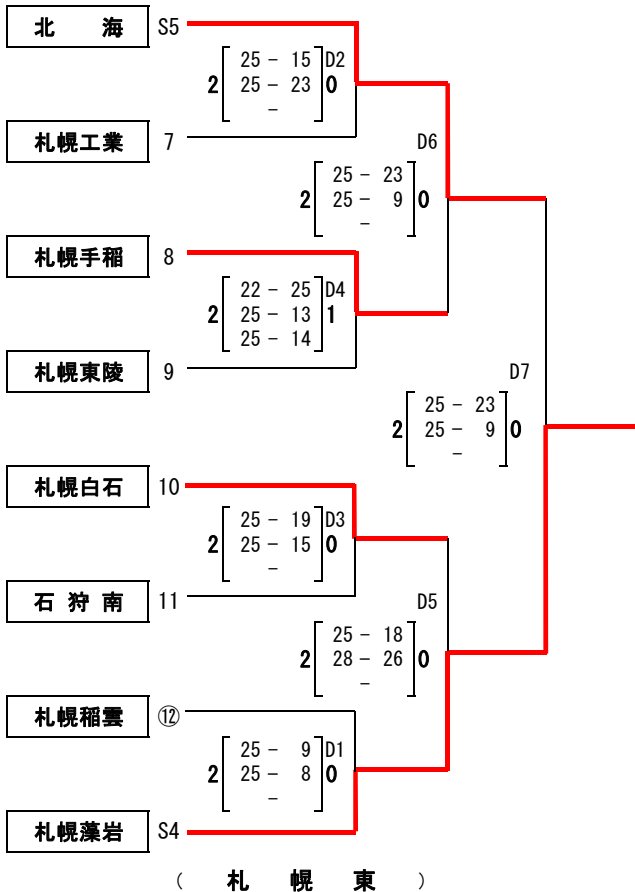 北　海 S5
25 − 15 D2
2 25 − 23 0
−
札幌工業 7
D6
25 − 23
2 25 − 9 0
−
札幌手稲 8
22 − 25 D4
2 25 − 13 1
25 − 14
札幌東陵 9
D7
25 − 23
2 25 − 9 0
−
札幌白石 10
25 − 19 D3
2 25 − 15 0
−
石狩南 11
D5
25 − 18
2 28 − 26 0
−
札幌稲雲 ⑫
25 − 9 D1
2 25 − 8 0
−
札幌藻岩 S4
（　札　幌　東　）